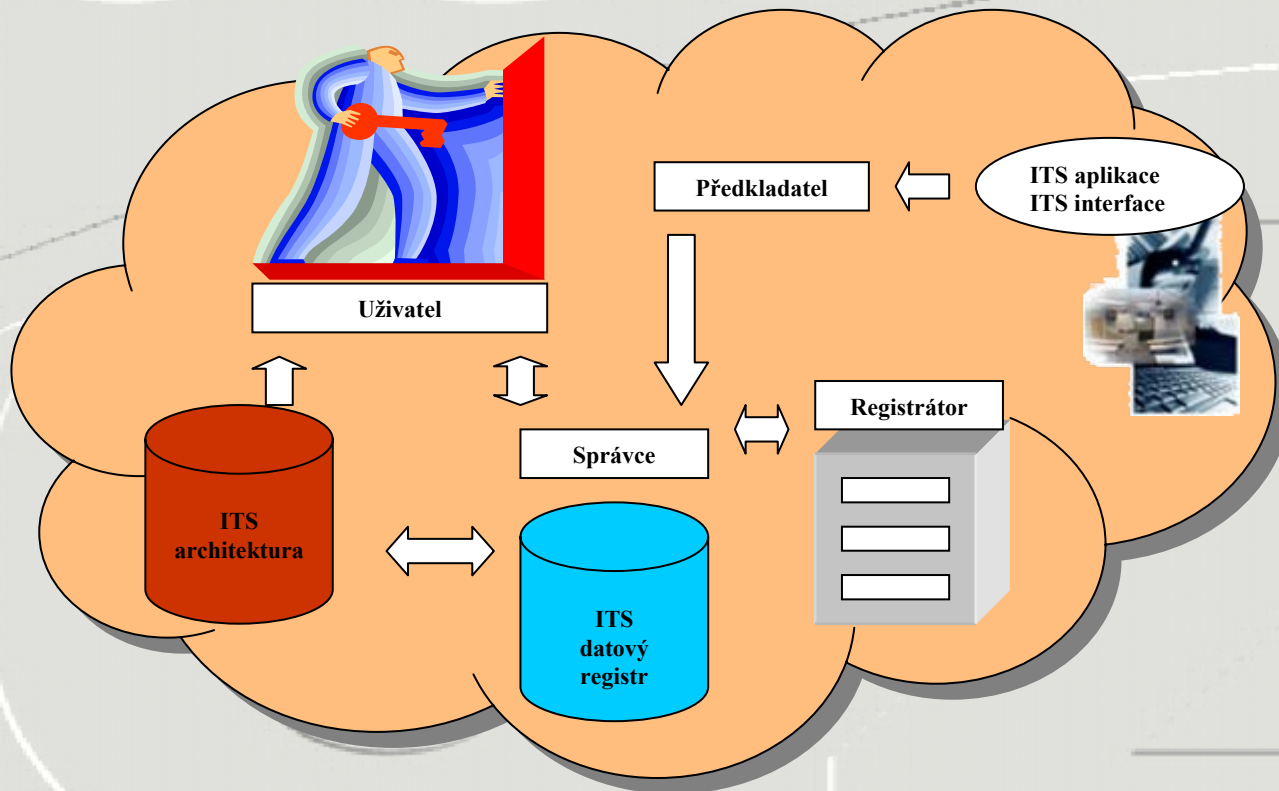 Předkladatel
ITS aplikace
ITS interface
Uživatel
Registrátor
Správce
ITS
architektura
ITS
datový
registr